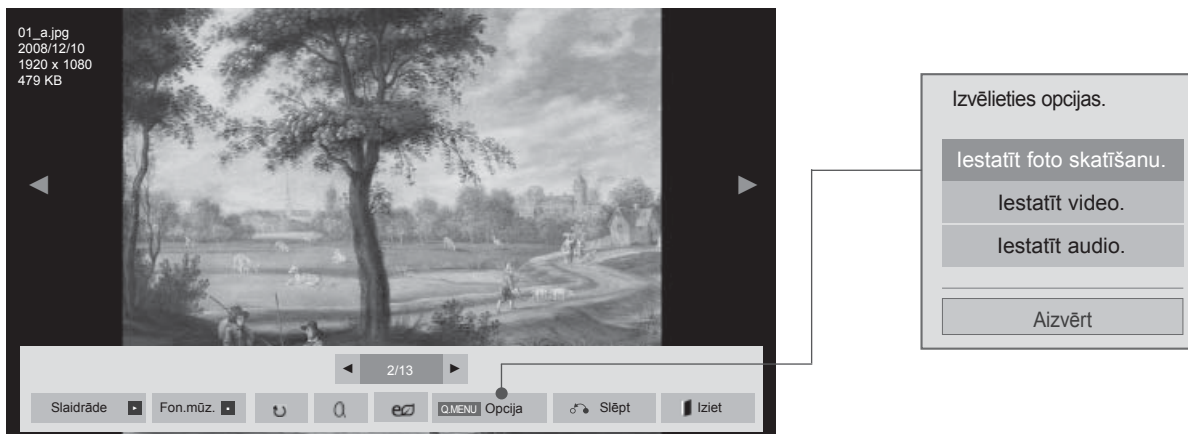 01_a.jpg
2008/12/10
1920 x 1080
479 KB
2/13
Slaidrāde Fon.mūz. Q.MENU Opcija Slēpt Iziet
Izvēlieties opcijas.
Iestatīt foto skatīšanu.
Iestatīt video.
Iestatīt audio.
Aizvērt